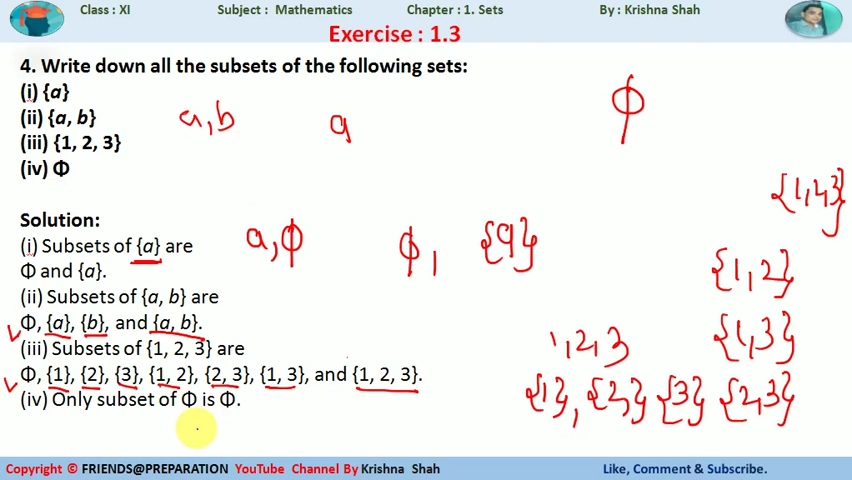 Class : XI Subject : Mathematics Chapter : 1. Sets By : Krishna Shah
Exercise : 1.3
4. Write down all the subsets of the following sets:
(i) {a}
(ii) {a, b}
(iii) {1, 2, 3}
(iv) Φ
a, b a Φ
Solution:
(i) Subsets of {a} are
Φ and {a}.
(ii) Subsets of {a, b} are
Φ, {a}, {b}, and {a, b}.
(iii) Subsets of {1, 2, 3} are
Φ, {1}, {2}, {3}, {1, 2}, {2, 3}, {1, 3}, and {1, 2, 3}.
(iv) Only subset of Φ is Φ.
a, Φ Φ, {a}
{1, 2}
{1, 3}
1, 2, 3
{1}, {2,} {3} {2, 3}
Copyright © FRIENDS@PREPARATION YouTube Channel By Krishna Shah Like, Comment & Subscribe.